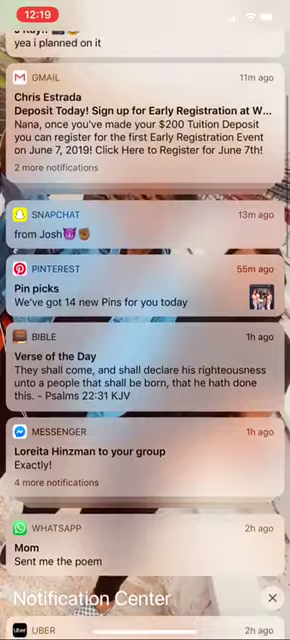 12:19
yea i planned on it
GMAIL 11m ago
Chris Estrada
Deposit Today! Sign up for Early Registration at W...
Nana, once you've made your $200 Tuition Deposit
you can register for the first Early Registration Event
on June 7, 2019! Click Here to Register for June 7th!
2 more notifications
SNAPCHAT 13m ago
from Josh😈✊🏾
PINTEREST 55m ago
Pin picks
We've got 14 new Pins for you today
BIBLE 1h ago
Verse of the Day
They shall come, and shall declare his righteousness
unto a people that shall be born, that he hath done
this. - Psalms 22:31 KJV
MESSENGER 1h ago
Loreita Hinzman to your group
Exactly!
4 more notifications
WHATSAPP 2h ago
Mom
Sent me the poem
Notification Center
Uber UBER 2h ago